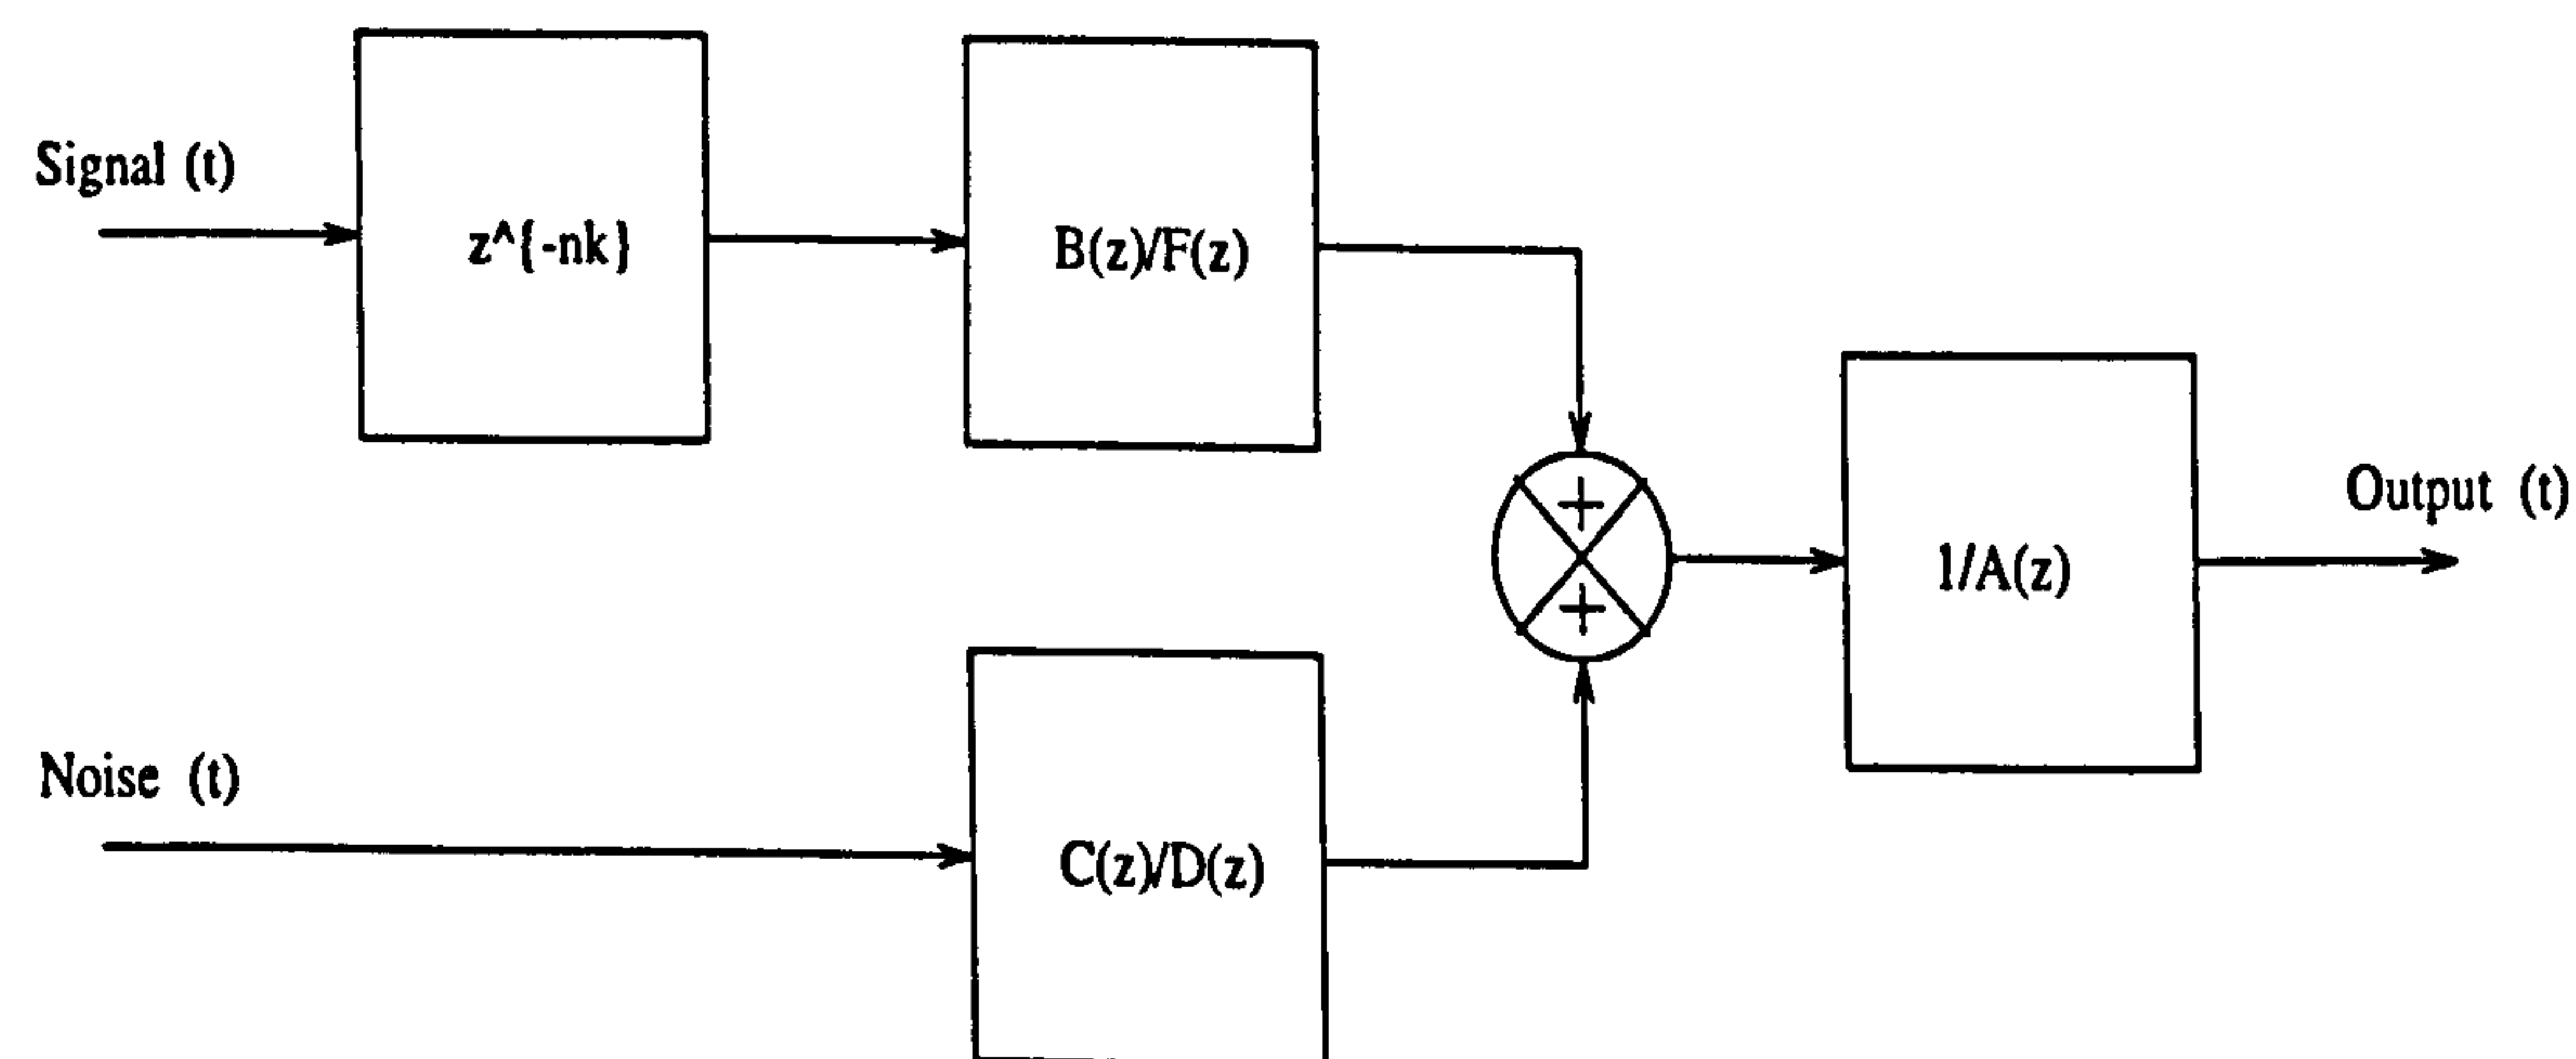 Signal (t)
z^{-nk}
B(z)/F(z)
+
+
1/A(z)
Output (t)
Noise (t)
C(z)/D(z)